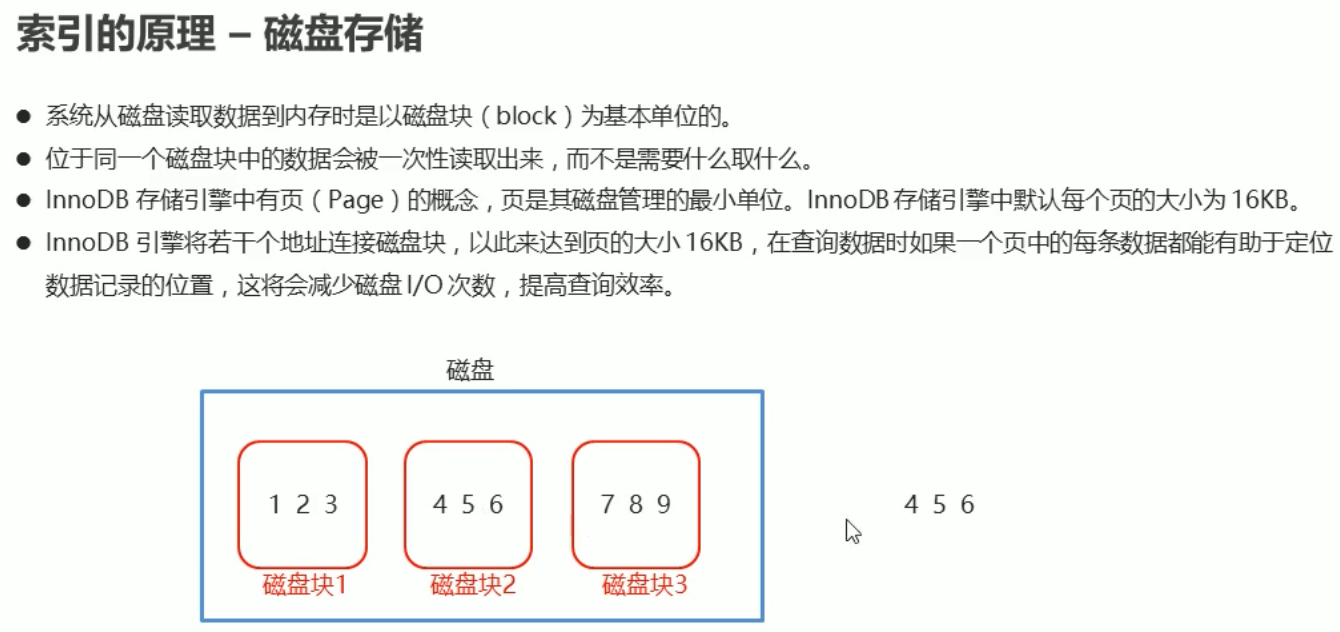 索引的原理 – 磁盘存储
● 系统从磁盘读取数据到内存时是以磁盘块（block）为基本单位的。
● 位于同一个磁盘块中的数据会被一次性读取出来，而不是需要什么取什么。
● InnoDB 存储引擎中有页（Page）的概念，页是其磁盘管理的最小单位。InnoDB 存储引擎中默认每个页的大小为 16KB。
● InnoDB 引擎将若干个地址连接磁盘块，以此来达到页的大小 16KB，在查询数据时如果一个页中的每条数据都能有助于定位
数据记录的位置，这将会减少磁盘 I/O 次数，提高查询效率。
磁盘
1 2 3
4 5 6
7 8 9
4 5 6
磁盘块1
磁盘块2
磁盘块3